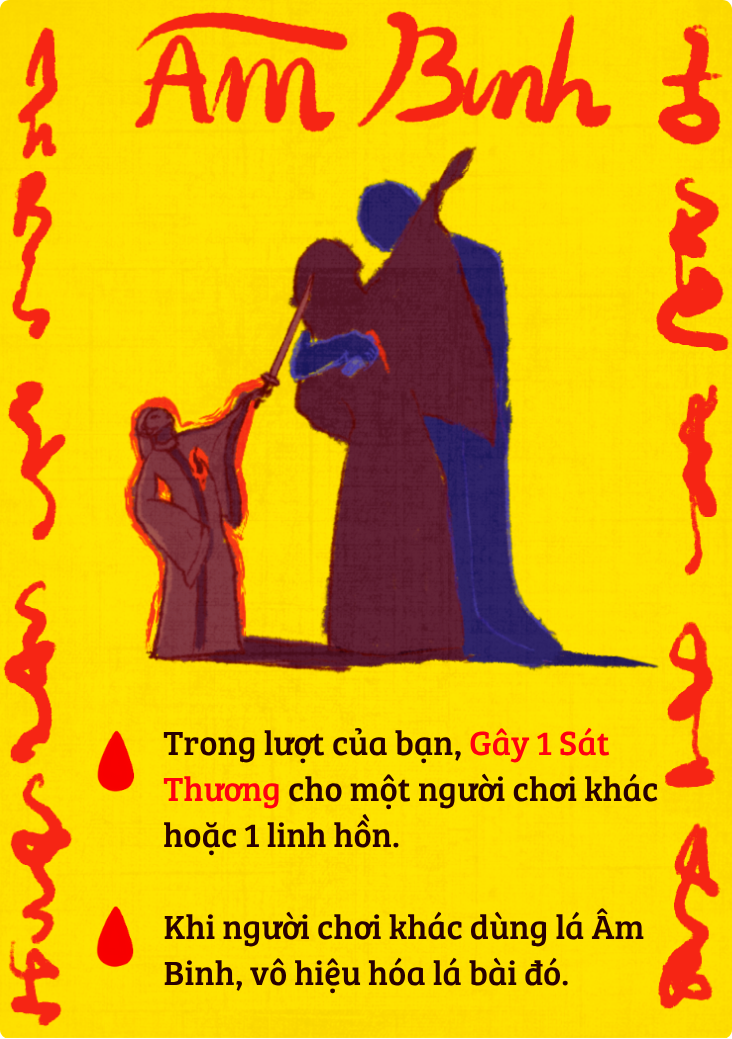 Âm Binh
Trong lượt của bạn, Gây 1 Sát
Thương cho một người chơi khác
hoặc 1 linh hồn.
Khi người chơi khác dùng lá Âm
Binh, vô hiệu hóa lá bài đó.